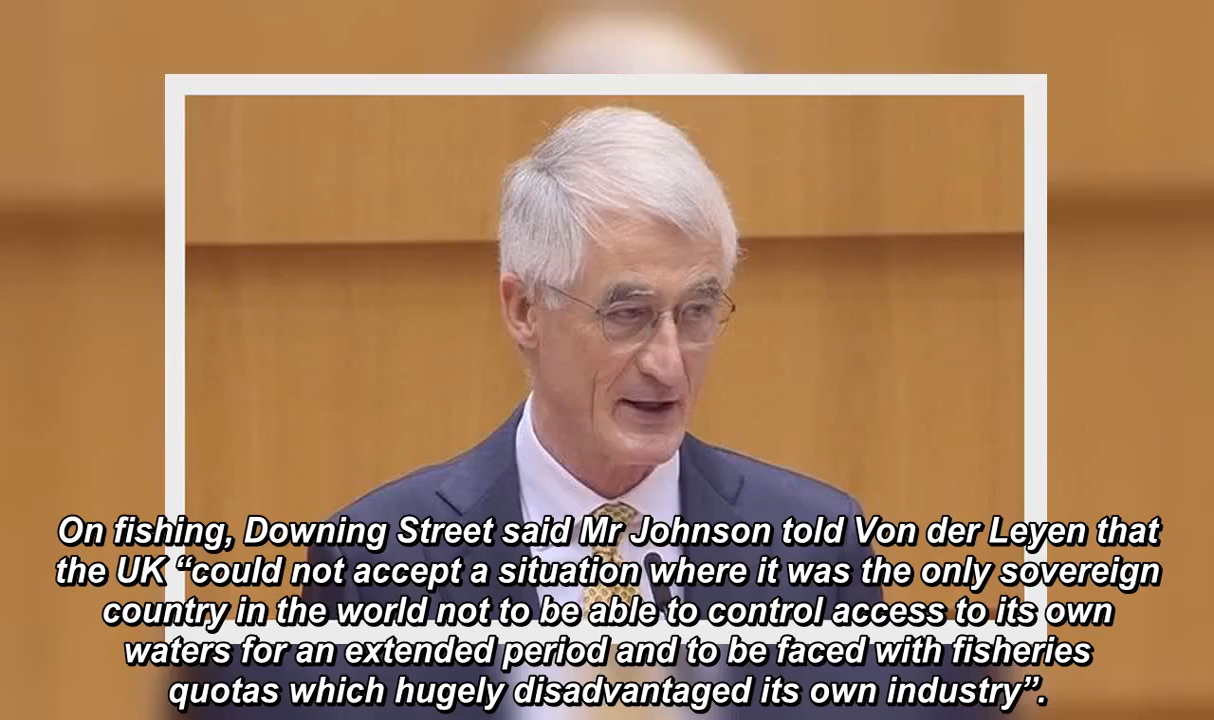 On fishing, Downing Street said Mr Johnson told Von der Leyen that
the UK “could not accept a situation where it was the only sovereign
country in the world not to be able to control access to its own
waters for an extended period and to be faced with fisheries
quotas which hugely disadvantaged its own industry”.